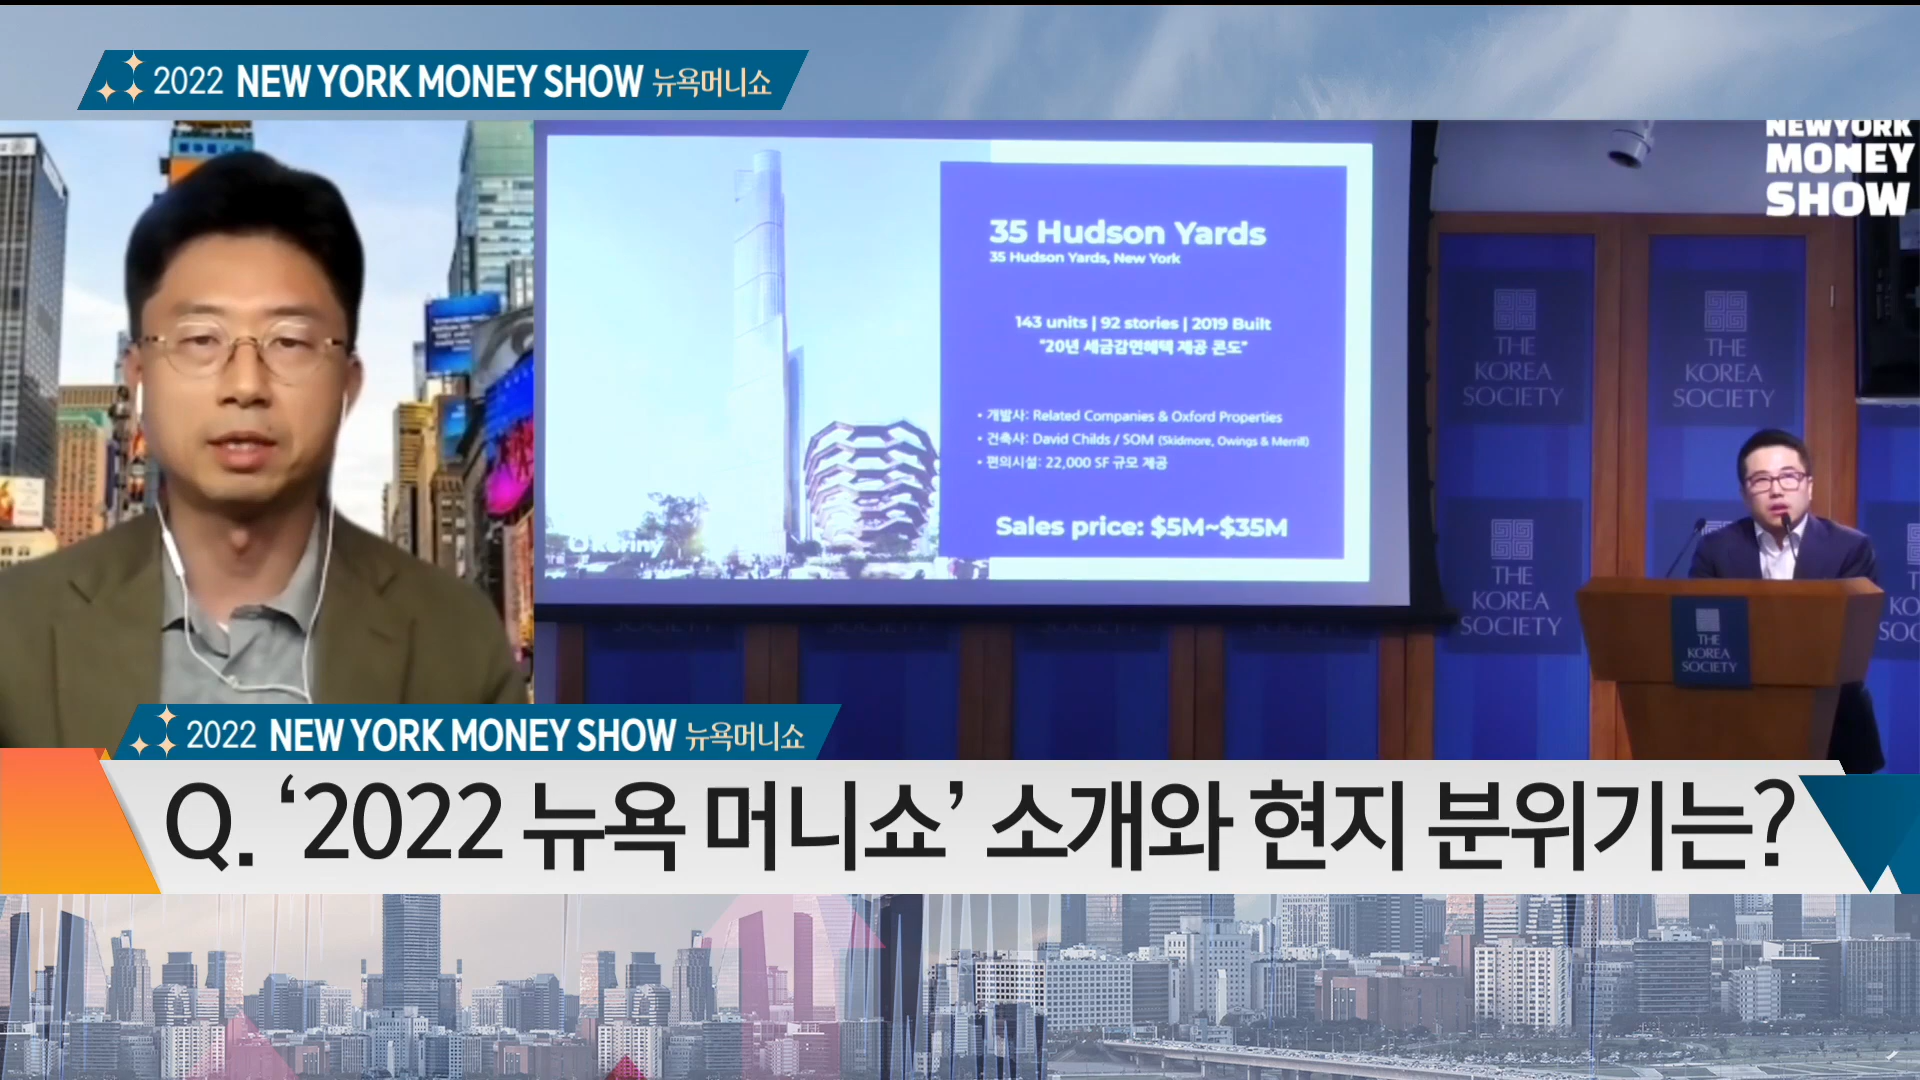 2022 NEW YORK MONEY SHOW 뉴욕머니쇼
NEWYORK
MONEY
SHOW
35 Hudson Yards
35 Hudson Yards, New York
143 units | 92 stories | 2019 Built
"20년 세금감면혜택 제공 콘도"
• 개발사: Related Companies & Oxford Properties
• 건축사: David Childs / SOM (Skidmore, Owings & Merrill)
• 편의시설: 22,000 SF 규모 제공
Sales price: $5M~$35M
THE
KOREA
SOCIETY
THE
KOREA
SOCIETY
THE
KOREA
SOCIETY
THE
KOREA
SOCIETY
2022 NEW YORK MONEY SHOW 뉴욕머니쇼
Q. ‘2022 뉴욕 머니쇼’ 소개와 현지 분위기는?